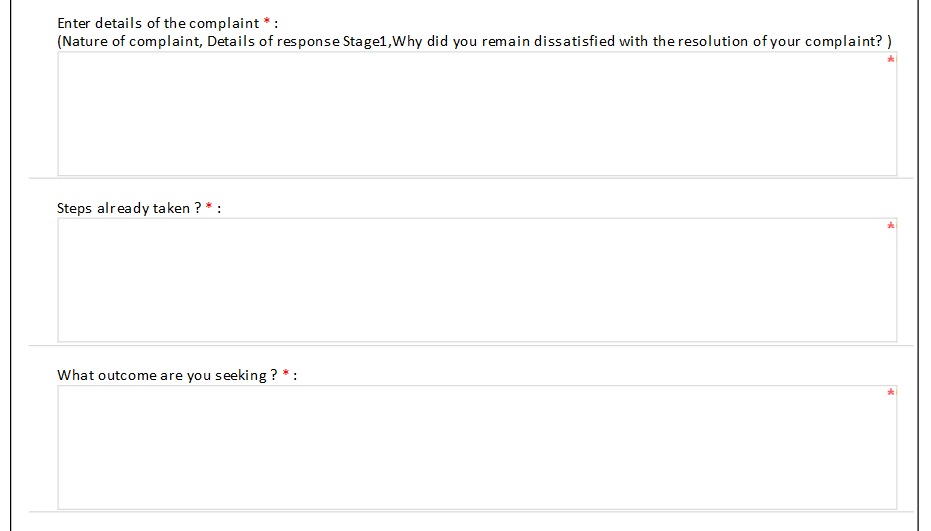 Enter details of the complaint * :
(Nature of complaint, Details of response Stage1,Why did you remain dissatisfied with the resolution of your complaint? )
*
Steps already taken ? * :
*
What outcome are you seeking ? * :
*